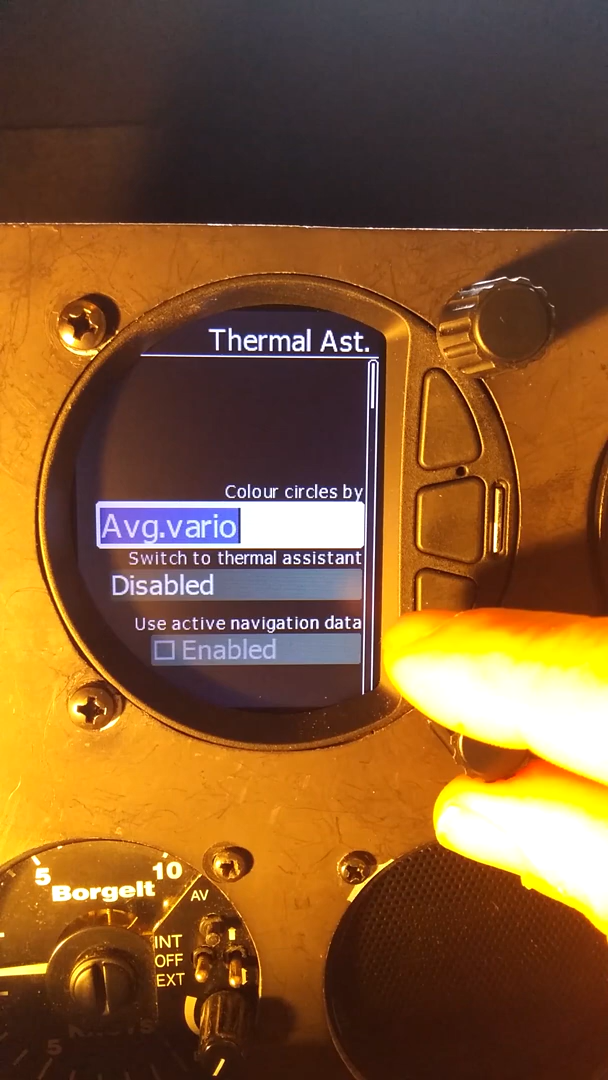 Thermal Ast.
Colour circles by
Avg.vario
Switch to thermal assistant
Disabled
Use active navigation data
Enabled
5
10
Borgelt
AV
INT
OFF
EXT
5